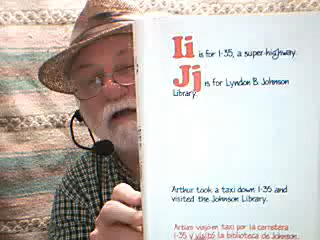 Ii is for I-35, a super-highway.
Jj is for Lyndon B. Johnson
Library.
Arthur took a taxi down I-35 and
visited the Johnson Library.
Arturo viajó en taxi por la carretera
I-35 y visitó la biblioteca de Johnson.